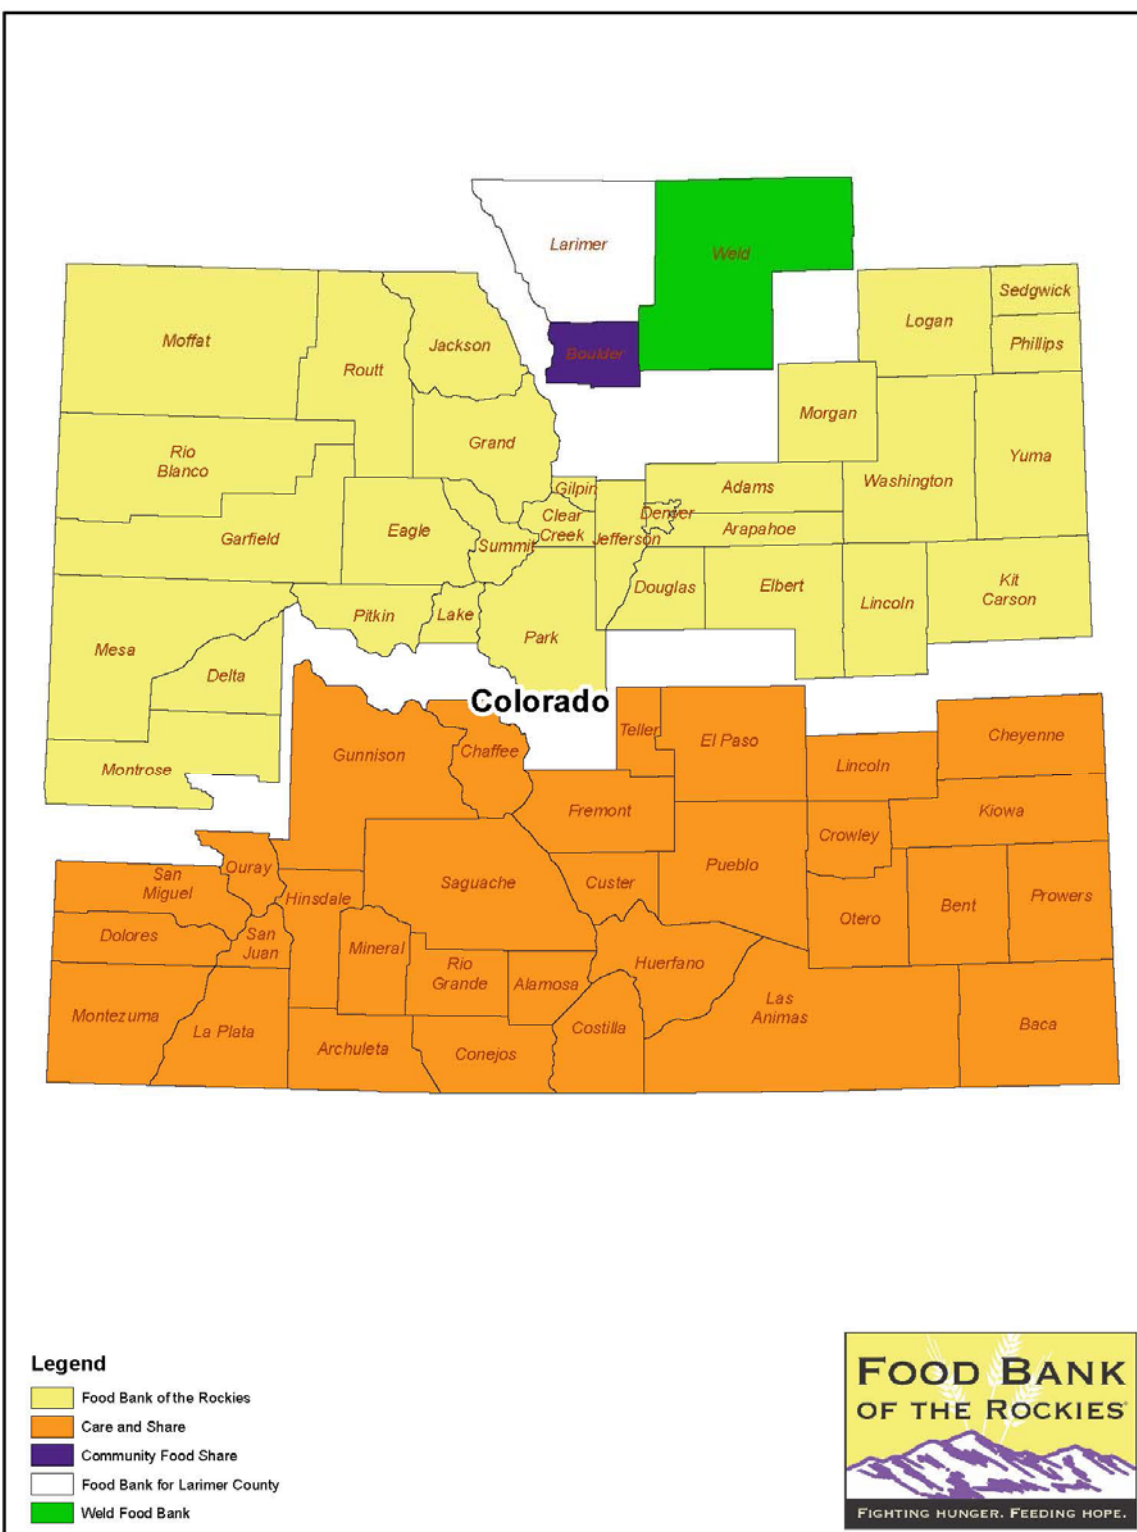 Larimer
Weld
Boulder
Moffat
Routt
Jackson
Logan
Sedgwick
Phillips
Morgan
Rio
Blanco
Grand
Washington
Yuma
Garfield
Eagle
Summit
Gilpin
Clear
Creek
Jefferson
Denver
Adams
Arapahoe
Mesa
Pitkin
Lake
Park
Douglas
Elbert
Lincoln
Kit
Carson
Delta
Montrose
Colorado
Gunnison
Chaffee
Teller
El Paso
Lincoln
Cheyenne
Fremont
Kiowa
Crowley
Pueblo
Ouray
San
Miguel
Hinsdale
Saguache
Custer
Otero
Bent
Prowers
Dolores
San
Juan
Mineral
Rio
Grande
Alamosa
Huerfano
Las
Animas
Montezuma
La Plata
Archuleta
Conejos
Costilla
Baca
Legend
Food Bank of the Rockies
Care and Share
Community Food Share
Food Bank for Larimer County
Weld Food Bank
FOOD BANK
OF THE ROCKIES
FIGHTING HUNGER. FEEDING HOPE.